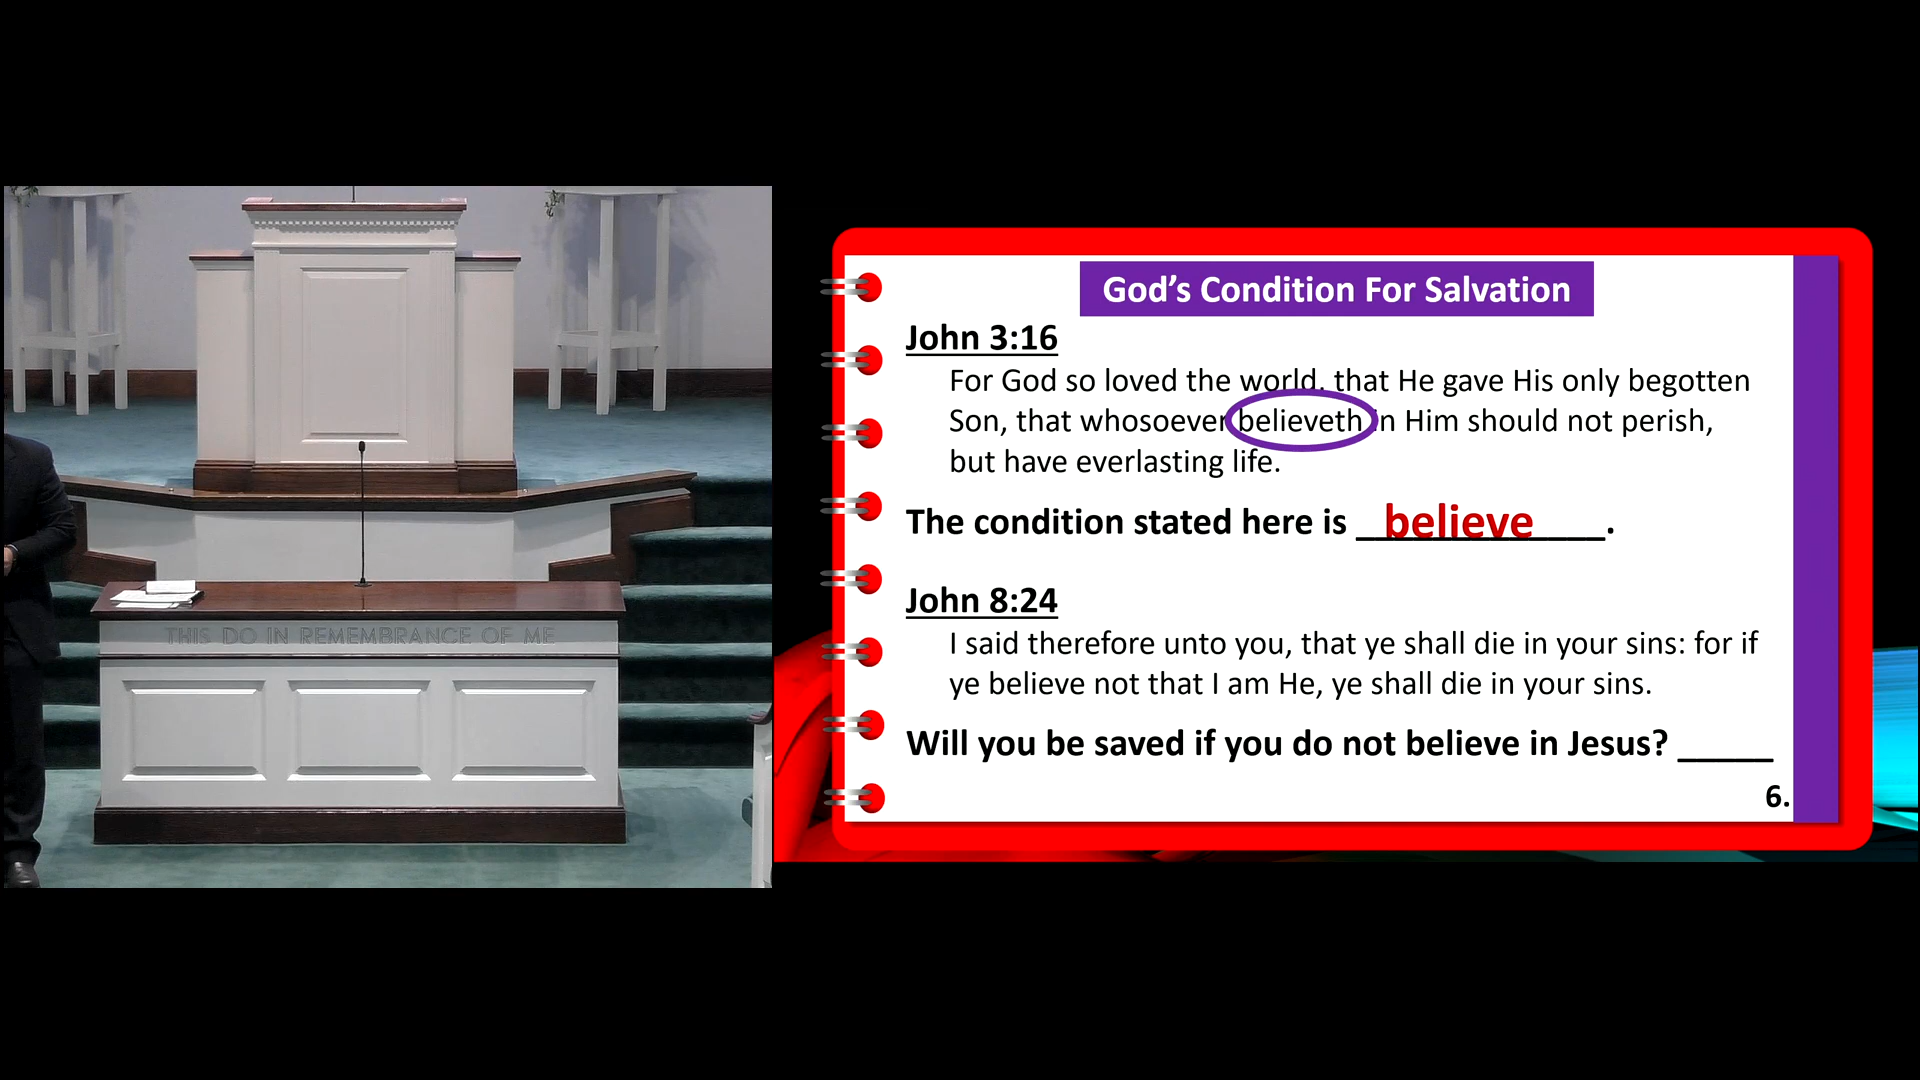 THIS DO IN REMEMBRANCE OF ME
God's Condition For Salvation
John 3:16
For God so loved the world, that He gave His only begotten
Son, that whosoever believeth in Him should not perish,
but have everlasting life.
The condition stated here is __believe____.
John 8:24
I said therefore unto you, that ye shall die in your sins: for if
ye believe not that I am He, ye shall die in your sins.
Will you be saved if you do not believe in Jesus? _____
6.